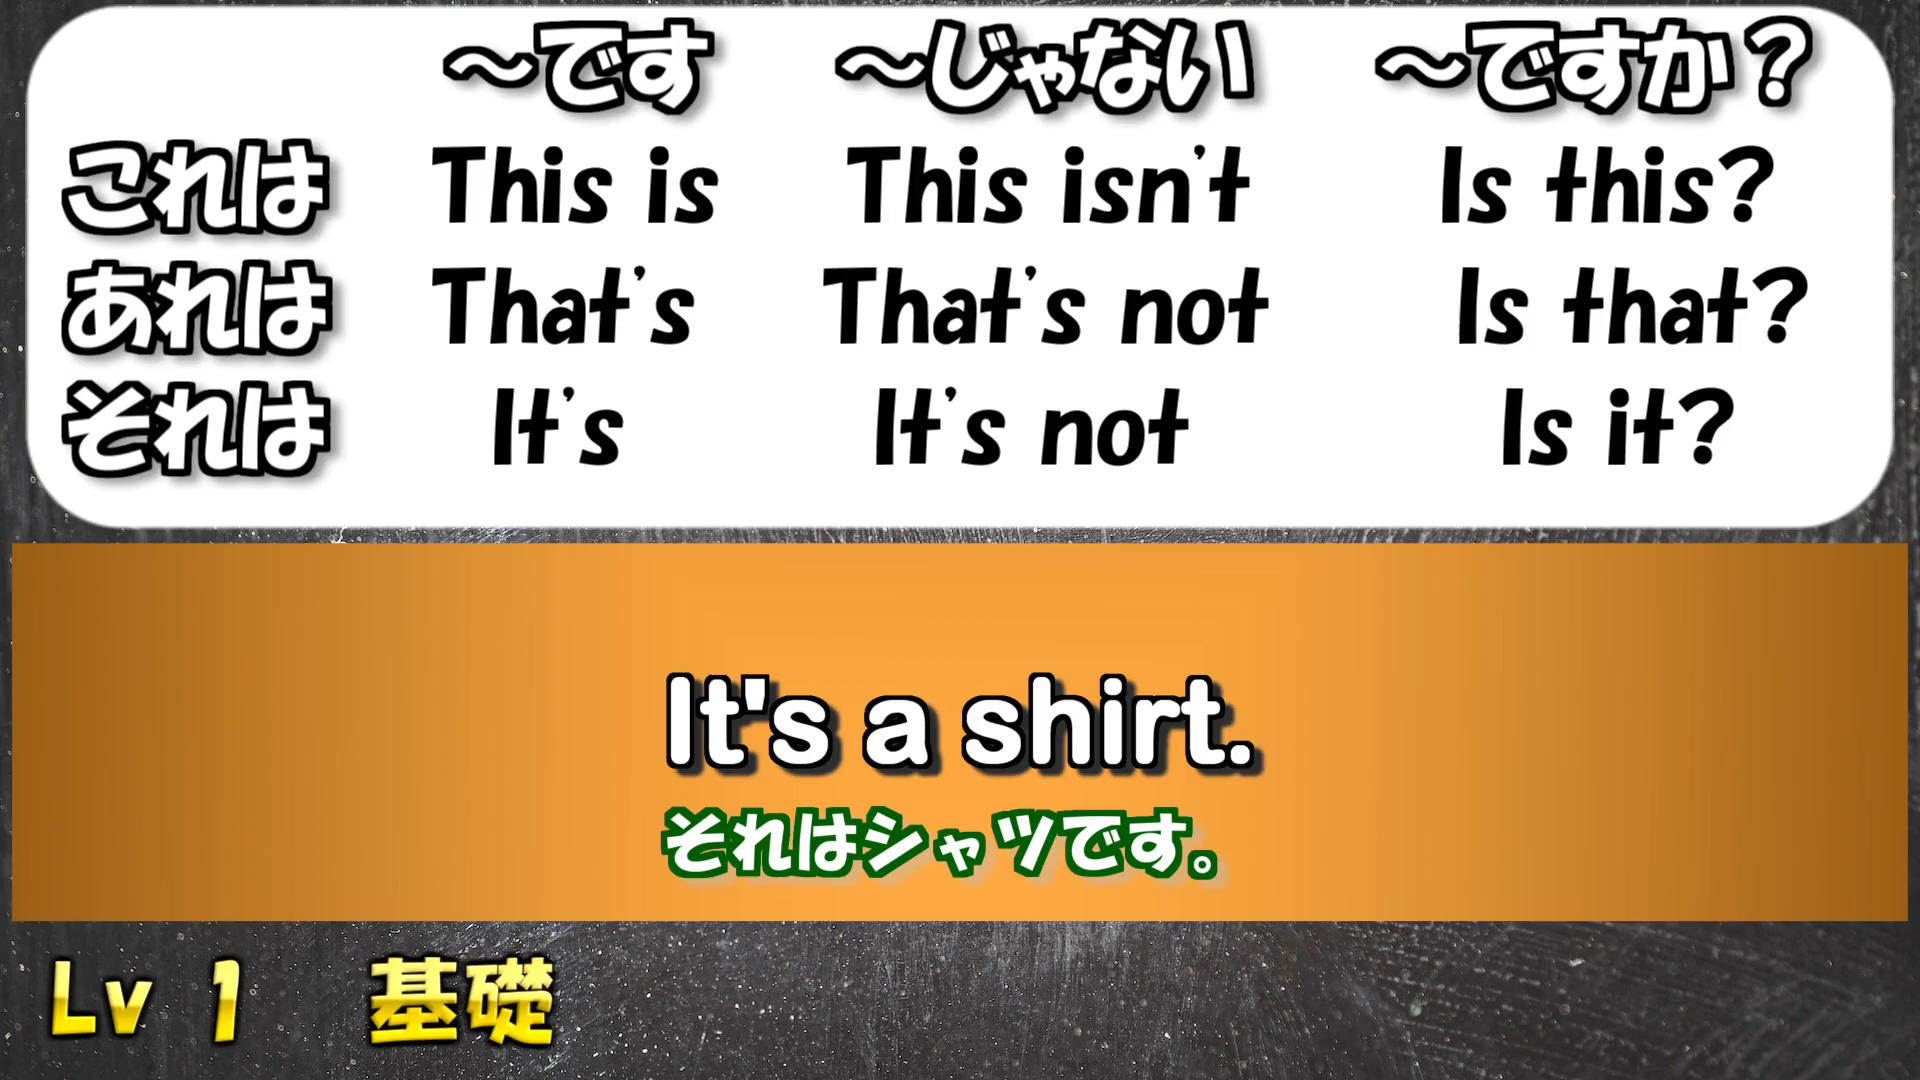 ～です ～じゃない ～ですか？
これは This is This isn't Is this?
あれは That's That's not Is that?
それは It's It's not Is it?
It's a shirt.
それはシャツです。
Lv 1 基礎